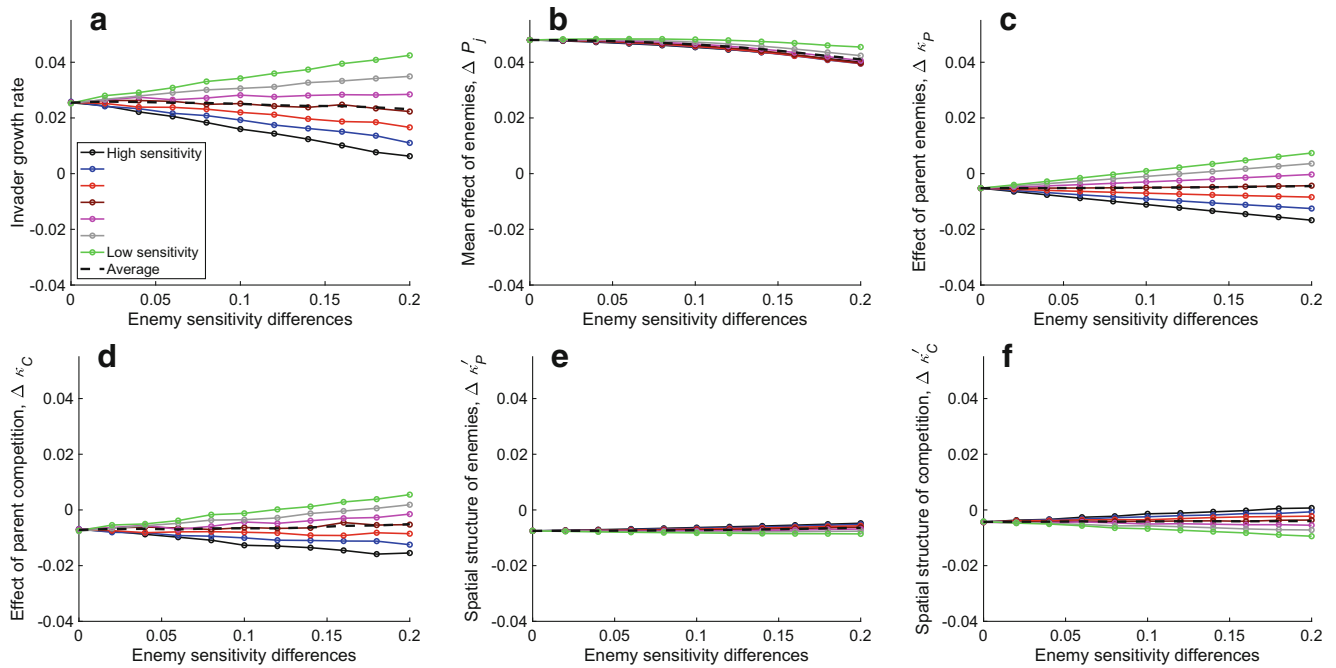 a
Invader growth rate
0.04
0.02
0
-0.02
-0.04
High sensitivity
Low sensitivity
Average
0 0.05 0.1 0.15 0.2
Enemy sensitivity differences
b
Mean effect of enemies, Δ P_j
0.04
0.02
0
-0.02
-0.04
0 0.05 0.1 0.15 0.2
Enemy sensitivity differences
c
Effect of parent enemies, Δ κ_P
0.04
0.02
0
-0.02
-0.04
0 0.05 0.1 0.15 0.2
Enemy sensitivity differences
d
Effect of parent competition, Δ κ_C
0.04
0.02
0
-0.02
-0.04
0 0.05 0.1 0.15 0.2
Enemy sensitivity differences
e
Spatial structure of enemies, Δ κ′_P
0.04
0.02
0
-0.02
-0.04
0 0.05 0.1 0.15 0.2
Enemy sensitivity differences
f
Spatial structure of competition, Δ κ′_C
0.04
0.02
0
-0.02
-0.04
0 0.05 0.1 0.15 0.2
Enemy sensitivity differences